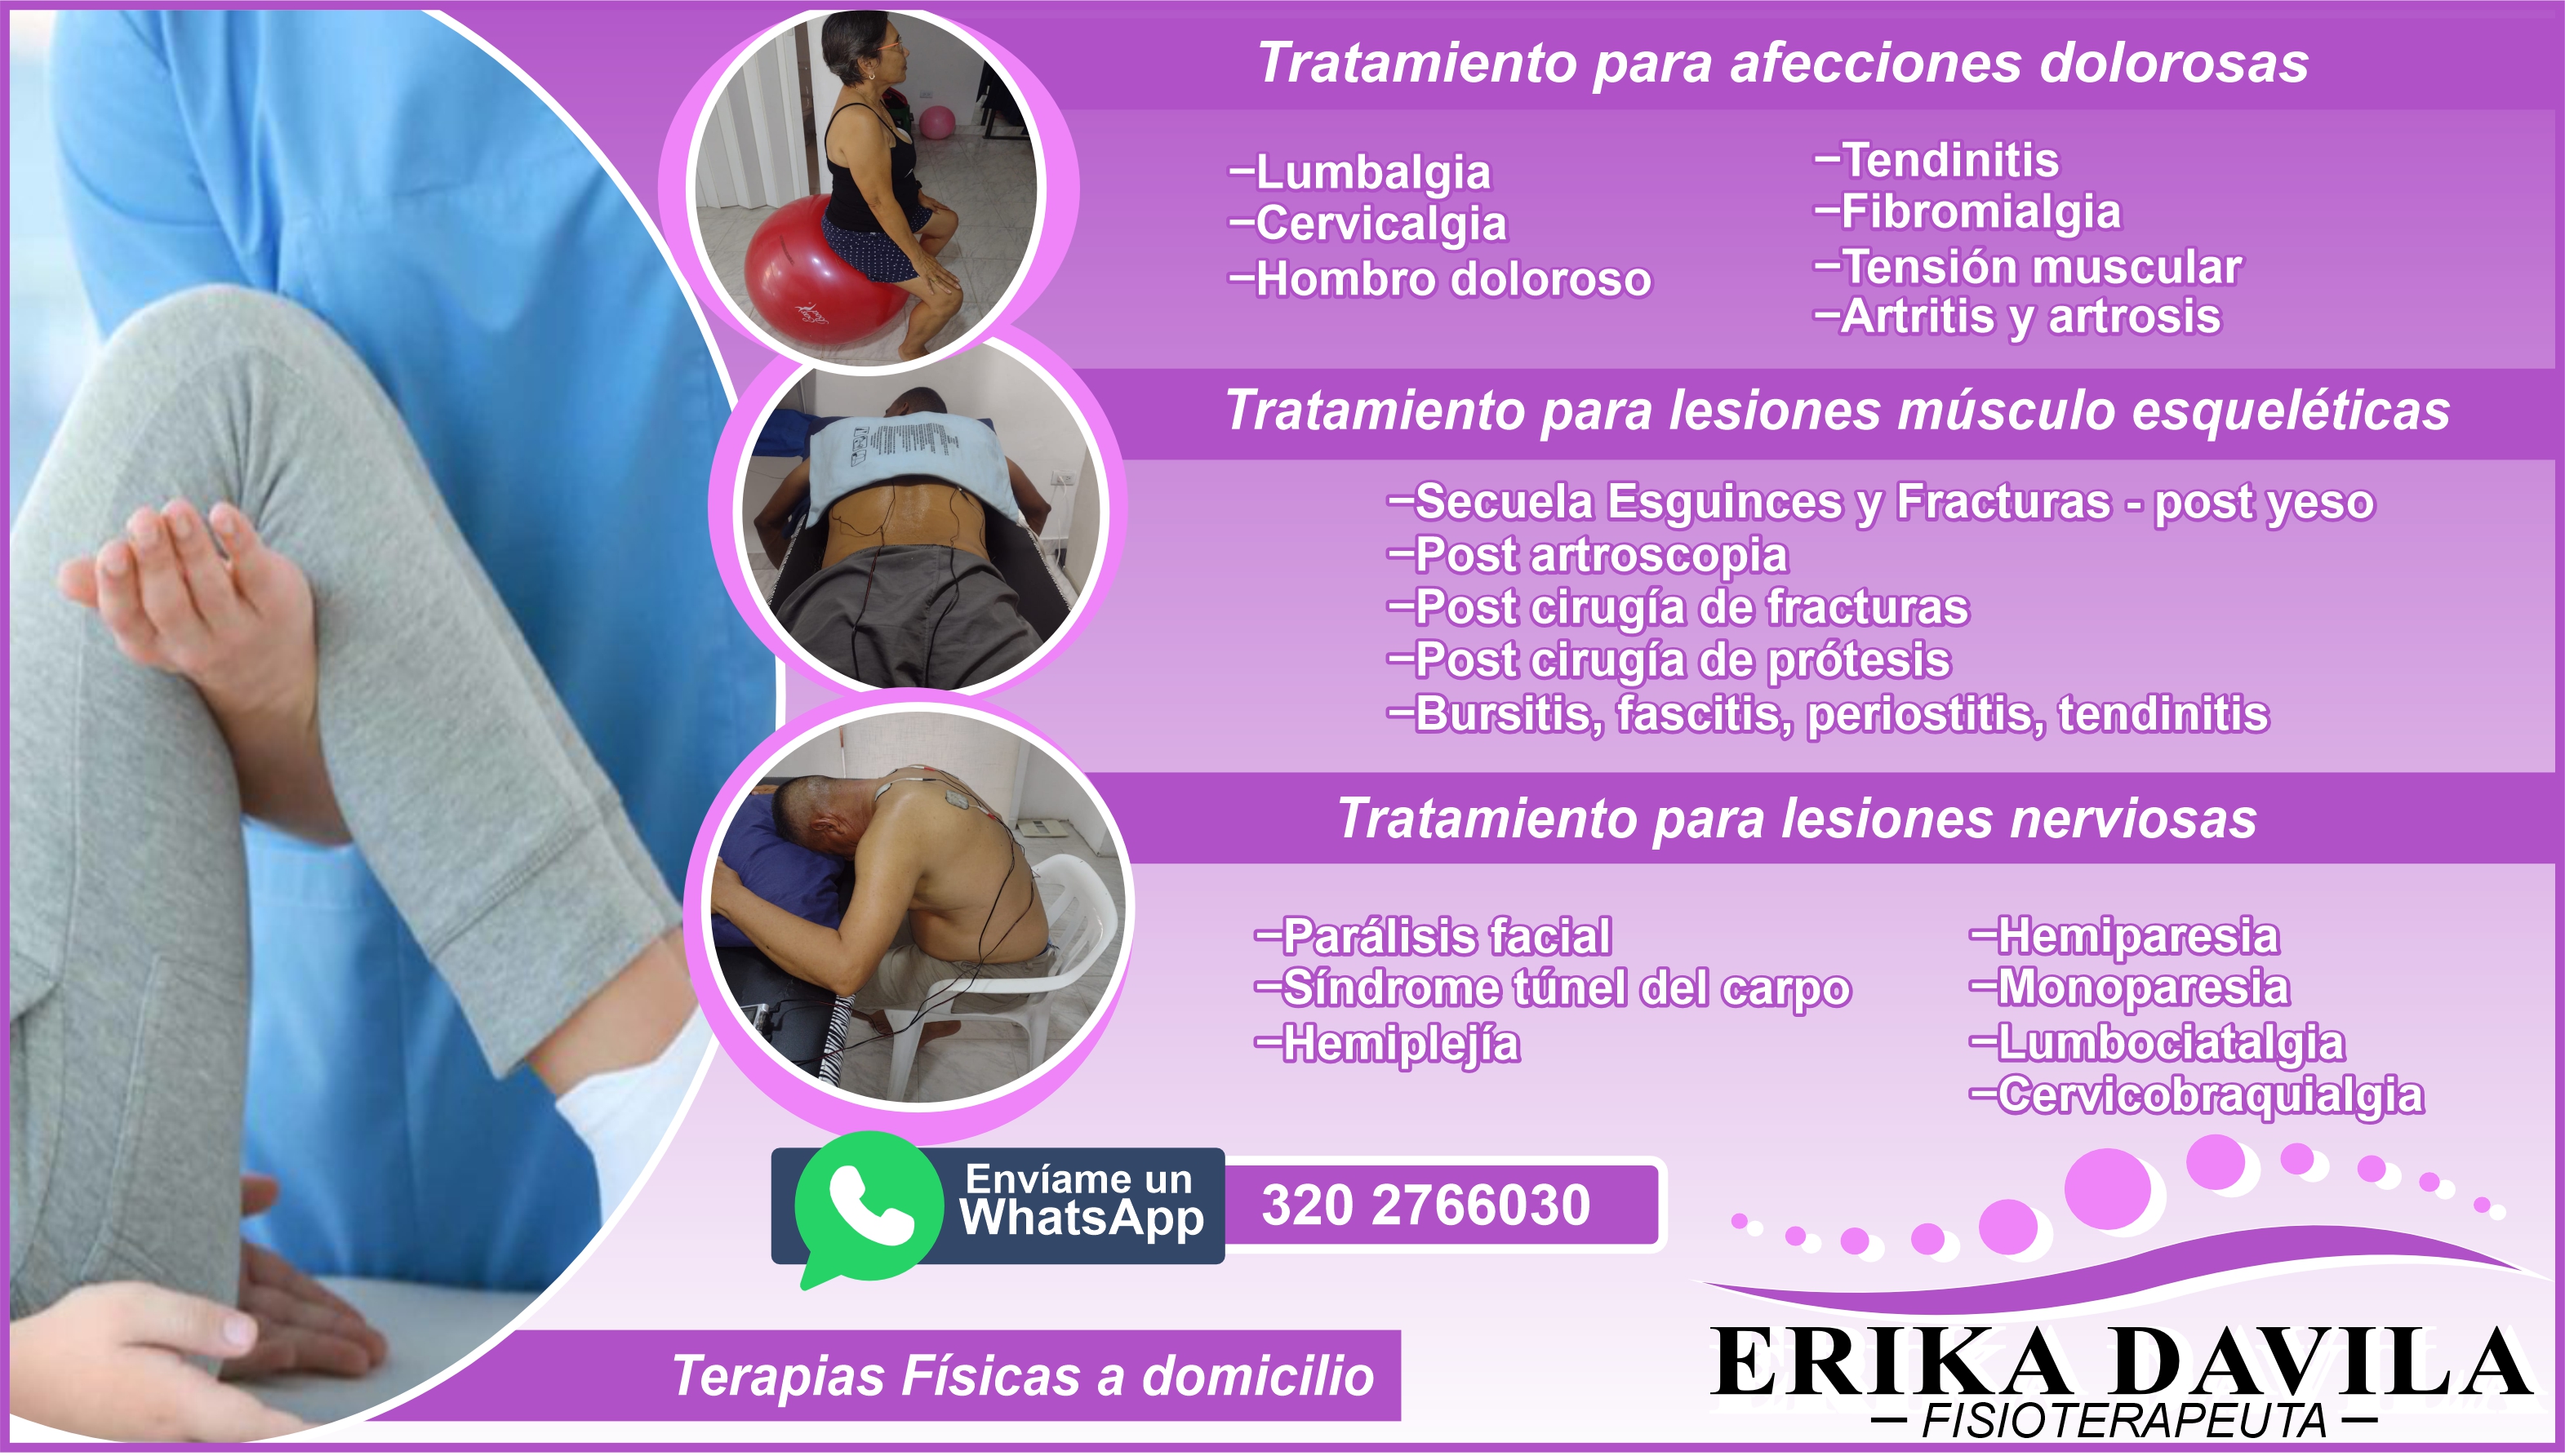 Tratamiento para afecciones dolorosas
–Lumbalgia
–Cervicalgia
–Hombro doloroso
–Tendinitis
–Fibromialgia
–Tensión muscular
–Artritis y artrosis
Tratamiento para lesiones músculo esqueléticas
–Secuela Esguinces y Fracturas - post yeso
–Post artroscopia
–Post cirugía de fracturas
–Post cirugía de prótesis
–Bursitis, fascitis, periostitis, tendinitis
Tratamiento para lesiones nerviosas
–Parálisis facial
–Síndrome túnel del carpo
–Hemiplejía
–Hemiparesia
–Monoparesia
–Lumbociatalgia
–Cervicobraquialgia
Envíame un
WhatsApp
320 2766030
Terapias Físicas a domicilio
ERIKA DAVILA
– FISIOTERAPEUTA –